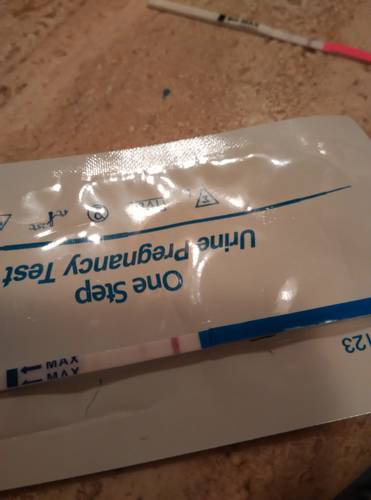 One Step
Urine Pregnancy Test
MAX
MAX
123